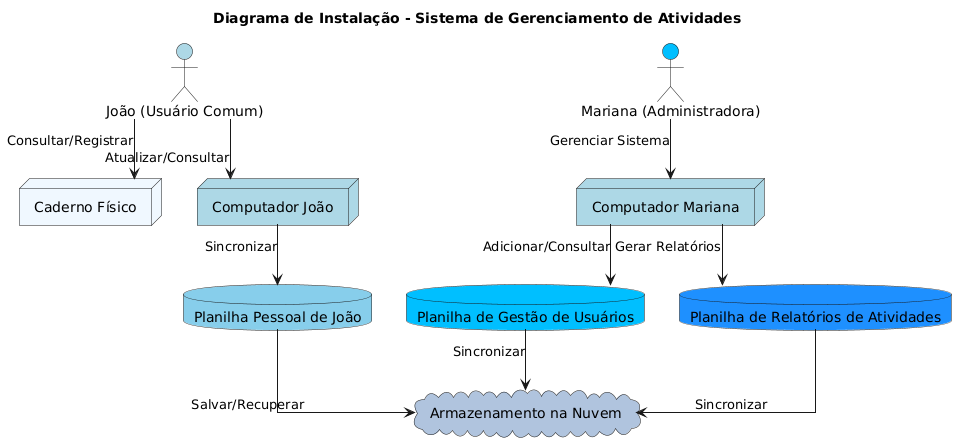 Diagrama de Instalação - Sistema de Gerenciamento de Atividades
João (Usuário Comum)
Mariana (Administradora)
Consultar/Registrar
Atualizar/Consultar
Gerenciar Sistema
Caderno Físico
Computador João
Computador Mariana
Sincronizar
Adicionar/Consultar
Gerar Relatórios
Planilha Pessoal de João
Planilha de Gestão de Usuários
Planilha de Relatórios de Atividades
Sincronizar
Salvar/Recuperar
Sincronizar
Armazenamento na Nuvem